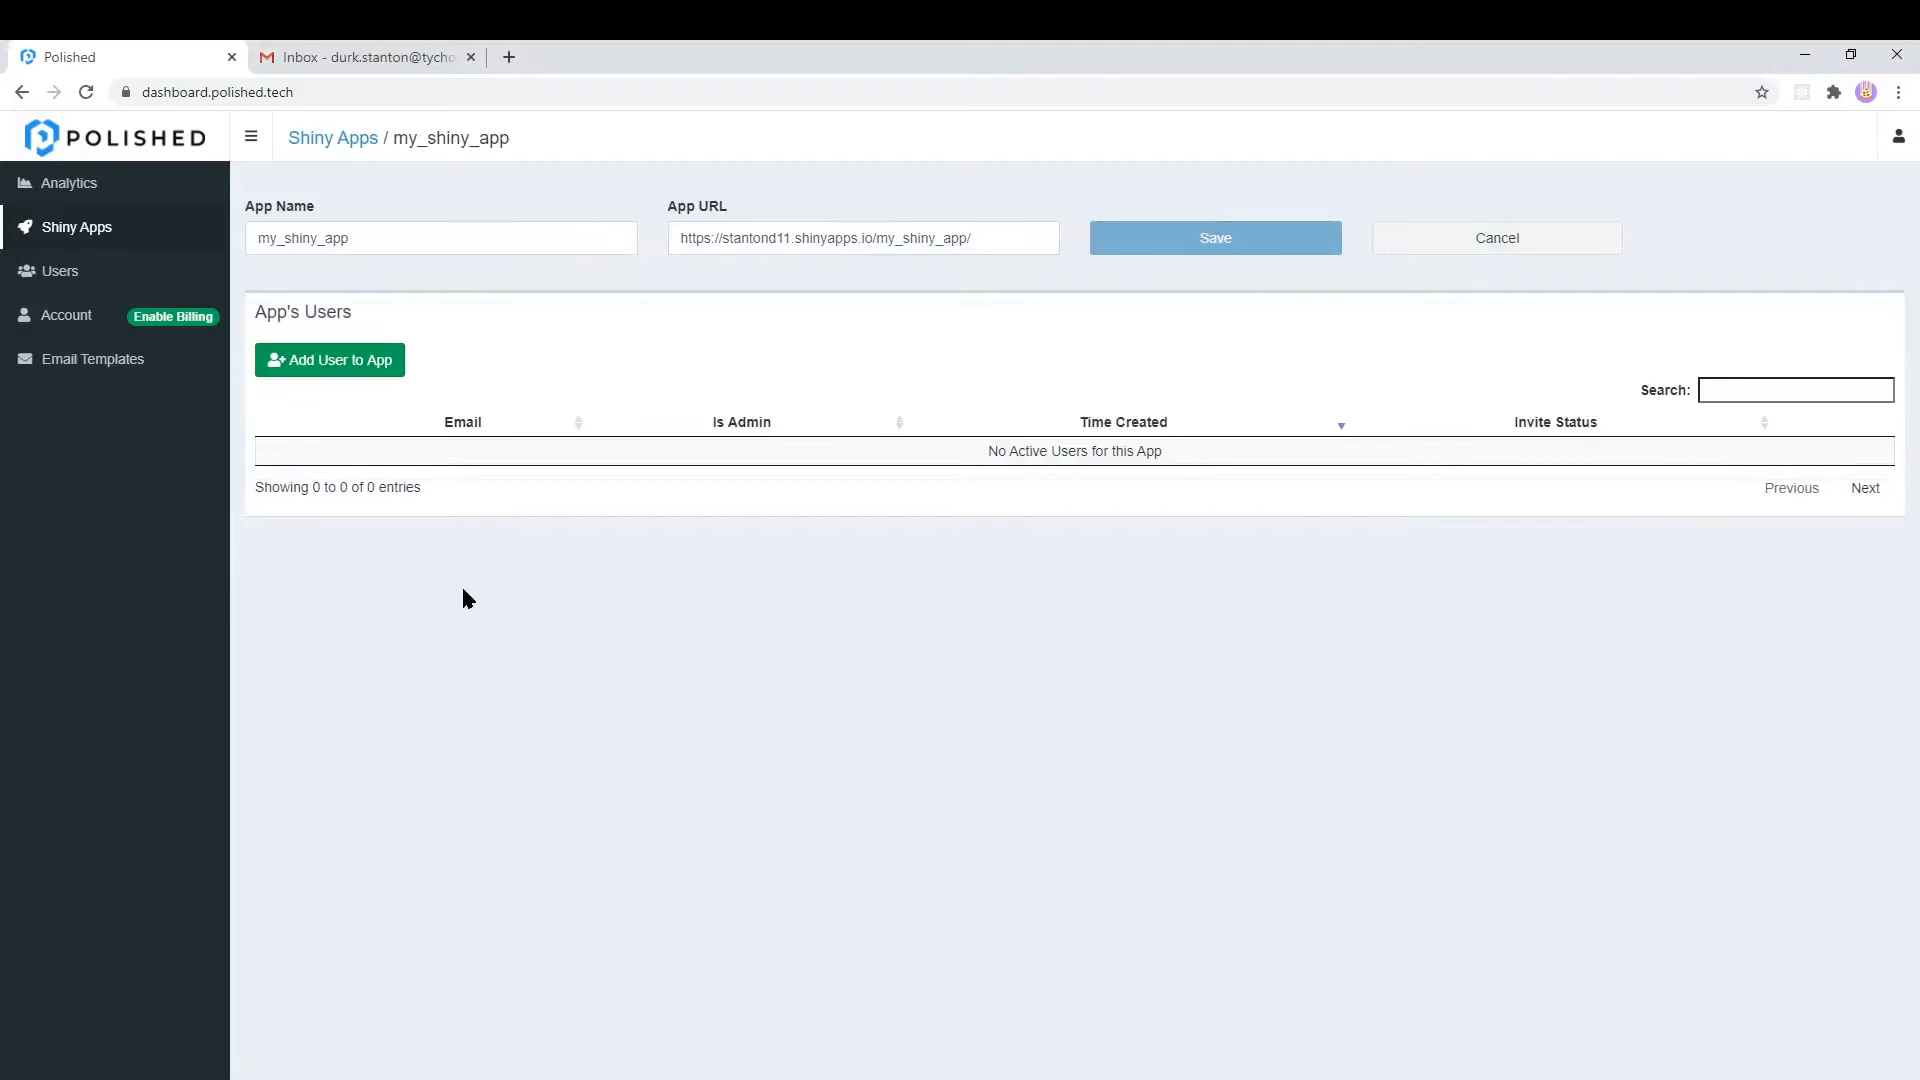 Polished
Inbox - durk.stanton@tycho
dashboard.polished.tech
POLISHED
Shiny Apps / my_shiny_app
Analytics
Shiny Apps
Users
Account
Enable Billing
Email Templates
App Name
App URL
my_shiny_app
https://stantond11.shinyapps.io/my_shiny_app/
Save
Cancel
App's Users
Add User to App
Search:
Email
Is Admin
Time Created
Invite Status
No Active Users for this App
Showing 0 to 0 of 0 entries
Previous
Next